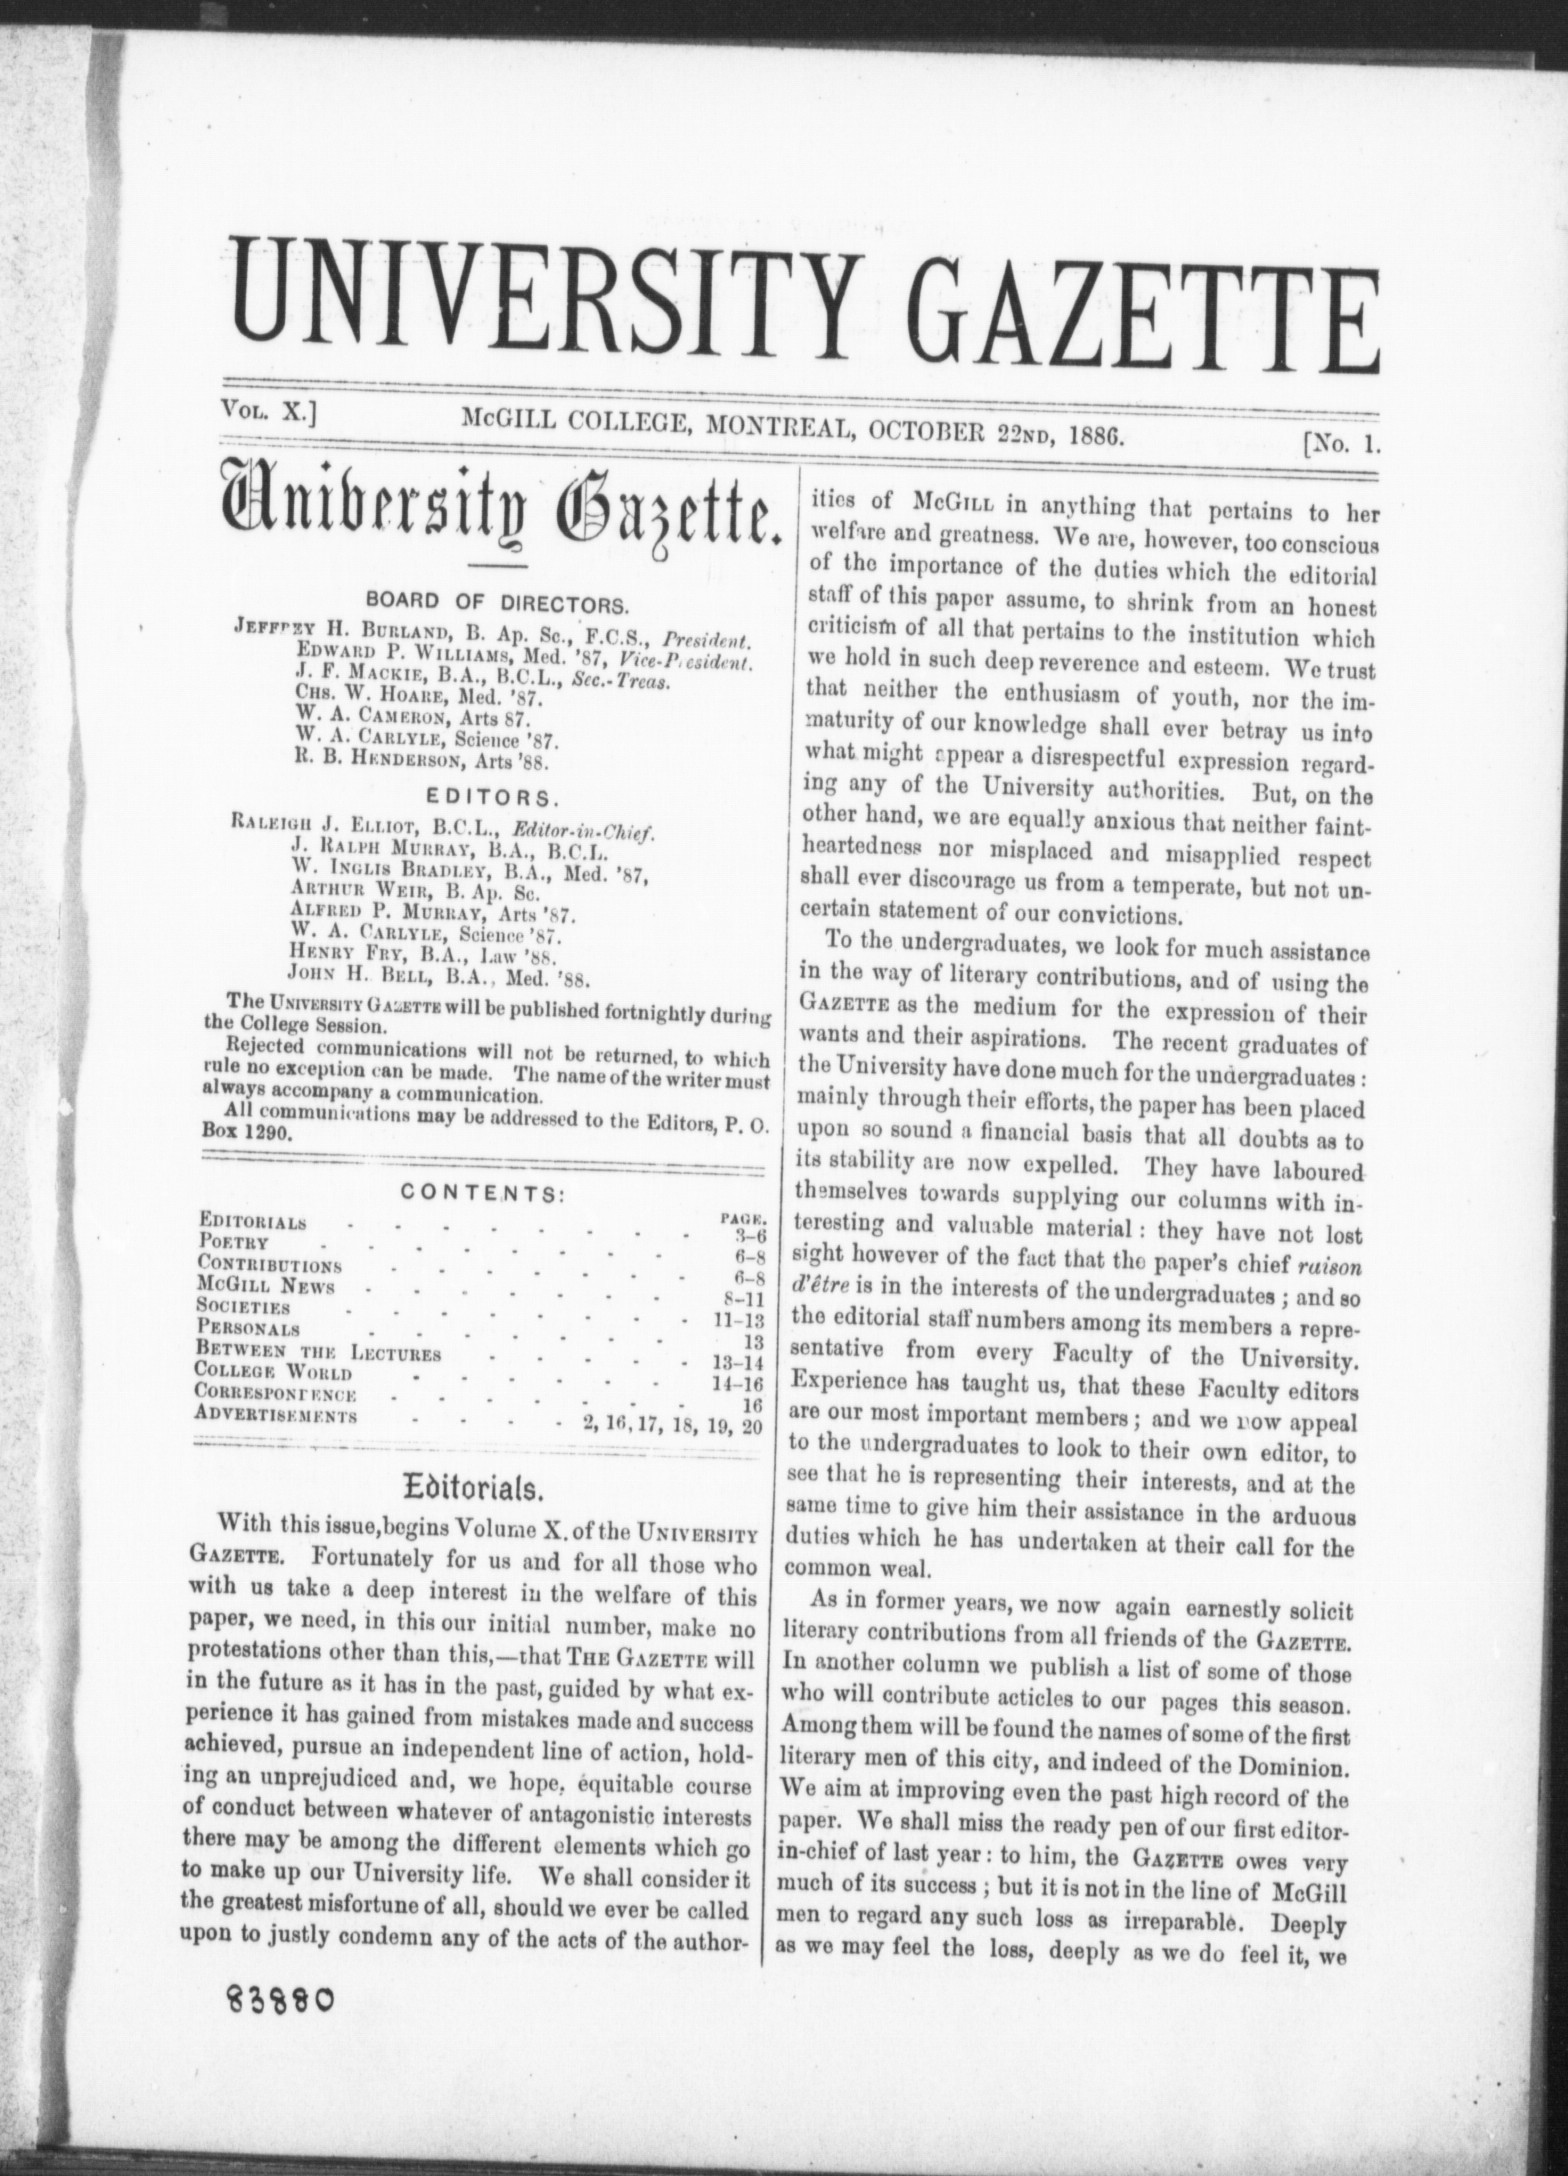 UNIVERSITY GAZETTE
VOL. X.] McGILL COLLEGE, MONTREAL, OCTOBER 22ND, 1886. [No. 1.
University Gazette.
BOARD OF DIRECTORS.
JEFFREY H. BURLAND, B. Ap. Sc., F.C.S., President.
EDWARD P. WILLIAMS, Med. '87, Vice-President.
J. F. MACKIE, B.A., B.C.L., Sec.-Treas.
CHS. W. HOARE, Med. '87.
W. A. CAMERON, Arts 87.
W. A. CARLYLE, Science '87.
R. B. HENDERSON, Arts '88.
EDITORS.
RALEIGH J. ELLIOT, B.C.L., Editor-in-Chief.
J. RALPH MURRAY, B.A., B.C.L.
W. INGLIS BRADLEY, B.A., Med. '87,
ARTHUR WEIR, B. Ap. Sc.
ALFRED P. MURRAY, Arts '87.
W. A. CARLYLE, Science '87.
HENRY FRY, B.A., Law '88.
JOHN H. BELL, B.A., Med. '88.
The UNIVERSITY GAZETTE will be published fortnightly during
the College Session.
Rejected communications will not be returned, to which
rule no exception can be made. The name of the writer must
always accompany a communication.
All communications may be addressed to the Editors, P. O.
Box 1290.
CONTENTS:
PAGE.
EDITORIALS - - - - - - - - 3-6
POETRY - - - - - - - - 6-8
CONTRIBUTIONS - - - - - - - 6-8
McGILL NEWS - - - - - - - 8-11
SOCIETIES - - - - - - - - 11-13
PERSONALS - - - - - - - 13
BETWEEN THE LECTURES - - - - - 13-14
COLLEGE WORLD - - - - - - 14-16
CORRESPONDENCE - - - - - - - 16
ADVERTISEMENTS - - - - 2, 16, 17, 18, 19, 20
Editorials.
With this issue, begins Volume X. of the UNIVERSITY
GAZETTE. Fortunately for us and for all those who
with us take a deep interest in the welfare of this
paper, we need, in this our initial number, make no
protestations other than this,—that THE GAZETTE will
in the future as it has in the past, guided by what ex-
perience it has gained from mistakes made and success
achieved, pursue an independent line of action, hold-
ing an unprejudiced and, we hope, equitable course
of conduct between whatever of antagonistic interests
there may be among the different elements which go
to make up our University life. We shall consider it
the greatest misfortune of all, should we ever be called
upon to justly condemn any of the acts of the author-
ities of McGILL in anything that pertains to her
welfare and greatness. We are, however, too conscious
of the importance of the duties which the editorial
staff of this paper assume, to shrink from an honest
criticism of all that pertains to the institution which
we hold in such deep reverence and esteem. We trust
that neither the enthusiasm of youth, nor the im-
maturity of our knowledge shall ever betray us into
what might appear a disrespectful expression regard-
ing any of the University authorities. But, on the
other hand, we are equally anxious that neither faint-
heartedness nor misplaced and misapplied respect
shall ever discourage us from a temperate, but not un-
certain statement of our convictions.
To the undergraduates, we look for much assistance
in the way of literary contributions, and of using the
GAZETTE as the medium for the expression of their
wants and their aspirations. The recent graduates of
the University have done much for the undergraduates :
mainly through their efforts, the paper has been placed
upon so sound a financial basis that all doubts as to
its stability are now expelled. They have laboured
themselves towards supplying our columns with in-
teresting and valuable material : they have not lost
sight however of the fact that the paper's chief raison
d'être is in the interests of the undergraduates ; and so
the editorial staff numbers among its members a repre-
sentative from every Faculty of the University.
Experience has taught us, that these Faculty editors
are our most important members ; and we now appeal
to the undergraduates to look to their own editor, to
see that he is representing their interests, and at the
same time to give him their assistance in the arduous
duties which he has undertaken at their call for the
common weal.
As in former years, we now again earnestly solicit
literary contributions from all friends of the GAZETTE.
In another column we publish a list of some of those
who will contribute acticles to our pages this season.
Among them will be found the names of some of the first
literary men of this city, and indeed of the Dominion.
We aim at improving even the past high record of the
paper. We shall miss the ready pen of our first editor-
in-chief of last year : to him, the GAZETTE owes very
much of its success ; but it is not in the line of McGill
men to regard any such loss as irreparable. Deeply
as we may feel the loss, deeply as we do feel it, we
83880